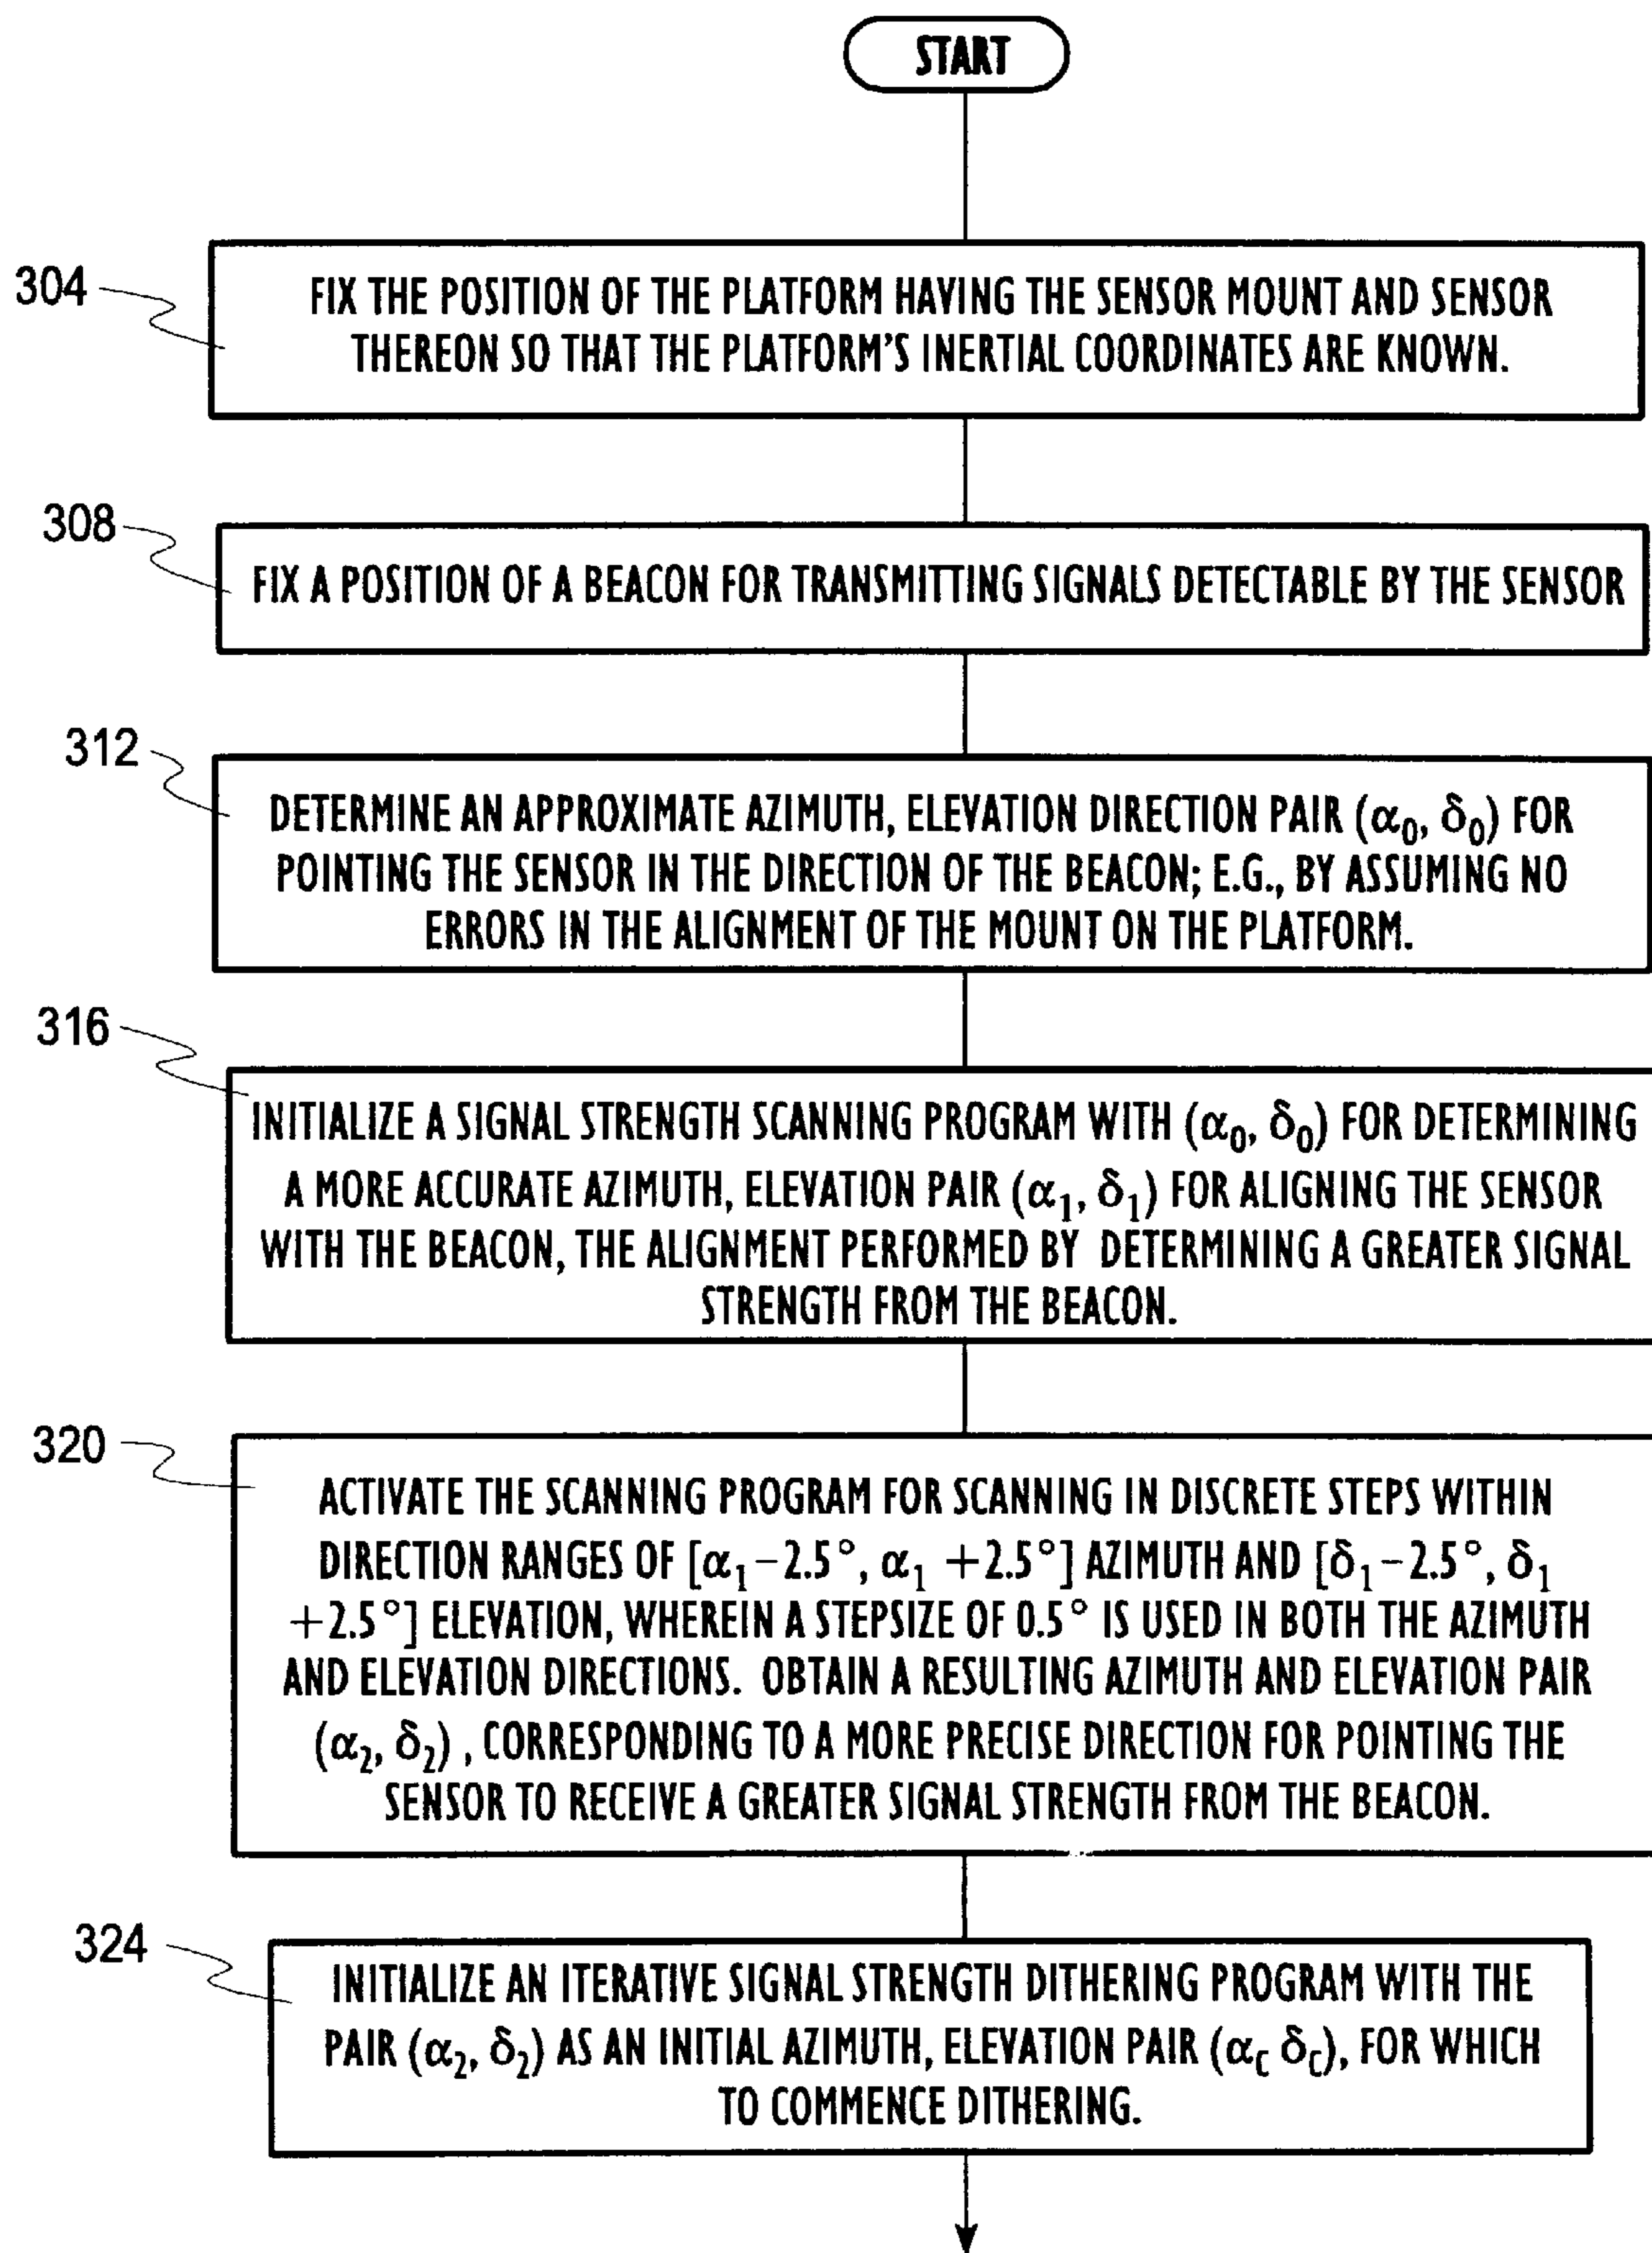 START
304
FIX THE POSITION OF THE PLATFORM HAVING THE SENSOR MOUNT AND SENSOR
THEREON SO THAT THE PLATFORM'S INERTIAL COORDINATES ARE KNOWN.
308
FIX A POSITION OF A BEACON FOR TRANSMITTING SIGNALS DETECTABLE BY THE SENSOR
312
DETERMINE AN APPROXIMATE AZIMUTH, ELEVATION DIRECTION PAIR (α₀, δ₀) FOR
POINTING THE SENSOR IN THE DIRECTION OF THE BEACON; E.G., BY ASSUMING NO
ERRORS IN THE ALIGNMENT OF THE MOUNT ON THE PLATFORM.
316
INITIALIZE A SIGNAL STRENGTH SCANNING PROGRAM WITH (α₀, δ₀) FOR DETERMINING
A MORE ACCURATE AZIMUTH, ELEVATION PAIR (α₁, δ₁) FOR ALIGNING THE SENSOR
WITH THE BEACON, THE ALIGNMENT PERFORMED BY DETERMINING A GREATER SIGNAL
STRENGTH FROM THE BEACON.
320
ACTIVATE THE SCANNING PROGRAM FOR SCANNING IN DISCRETE STEPS WITHIN
DIRECTION RANGES OF [α₁-2.5°, α₁ +2.5°] AZIMUTH AND [δ₁-2.5°, δ₁
+2.5°] ELEVATION, WHEREIN A STEPSIZE OF 0.5° IS USED IN BOTH THE AZIMUTH
AND ELEVATION DIRECTIONS. OBTAIN A RESULTING AZIMUTH AND ELEVATION PAIR
(α₂, δ₂), CORRESPONDING TO A MORE PRECISE DIRECTION FOR POINTING THE
SENSOR TO RECEIVE A GREATER SIGNAL STRENGTH FROM THE BEACON.
324
INITIALIZE AN ITERATIVE SIGNAL STRENGTH DITHERING PROGRAM WITH THE
PAIR (α₂, δ₂) AS AN INITIAL AZIMUTH, ELEVATION PAIR (αC δC), FOR WHICH
TO COMMENCE DITHERING.